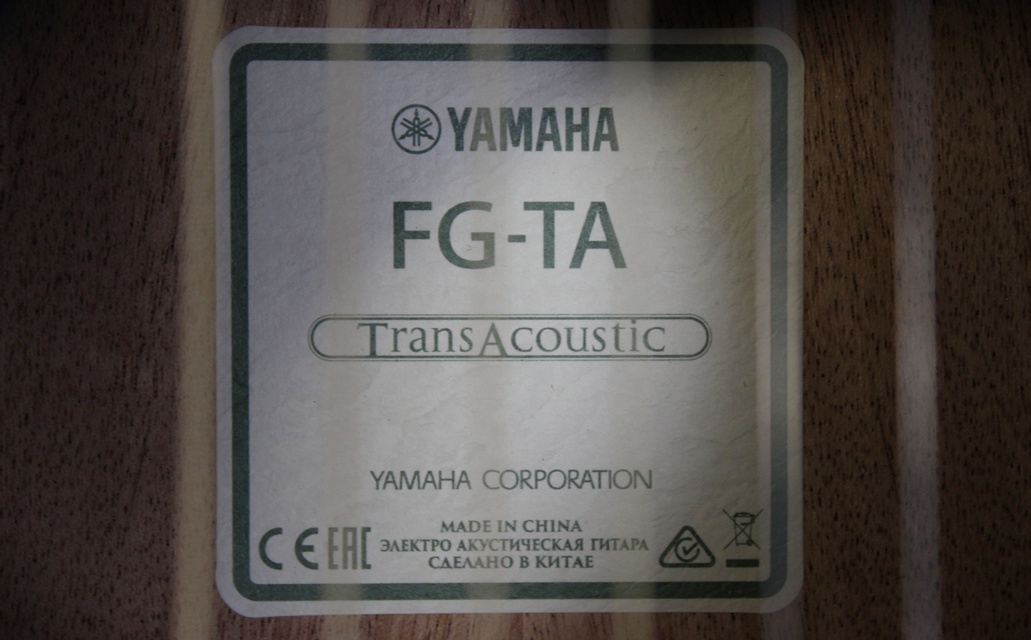 YAMAHA
FG-TA
TransAcoustic
YAMAHA CORPORATION
CE EAC
MADE IN CHINA
ЭЛЕКТРО АКУСТИЧЕСКАЯ ГИТАРА
СДЕЛАНО В КИТАЕ